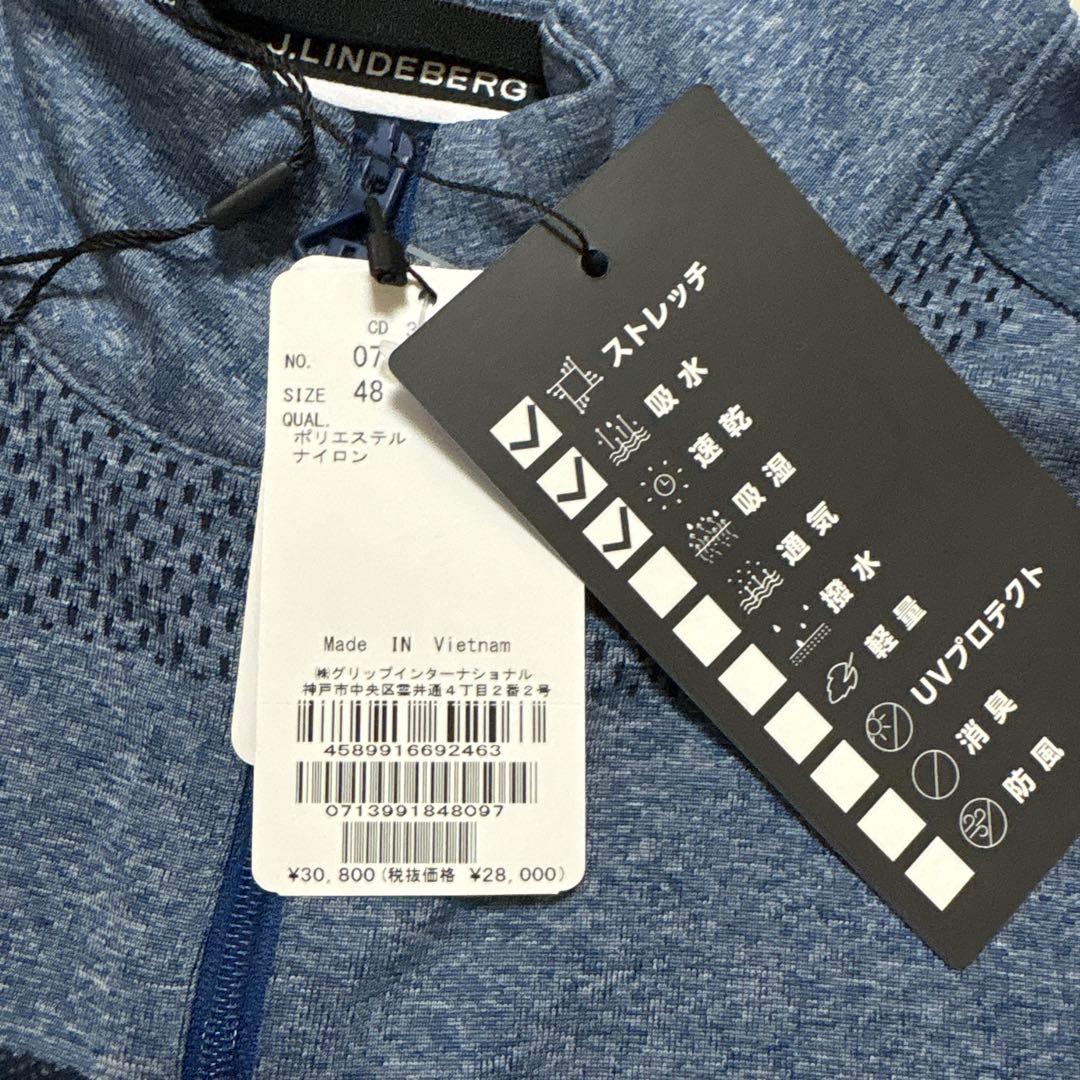 J.LINDEBERG
CD 3
NO. 07
SIZE 48
QUAL.
ポリエステル
ナイロン
Made IN Vietnam
㈱グリップインターナショナル
神戸市中央区雲井通4丁目2番2号
4589916692463
0713991848097
¥30,800(税抜価格 ¥28,000)
ストレッチ
吸水
速乾
吸湿
通気
撥水
軽量
UVプロテクト
消臭
防風